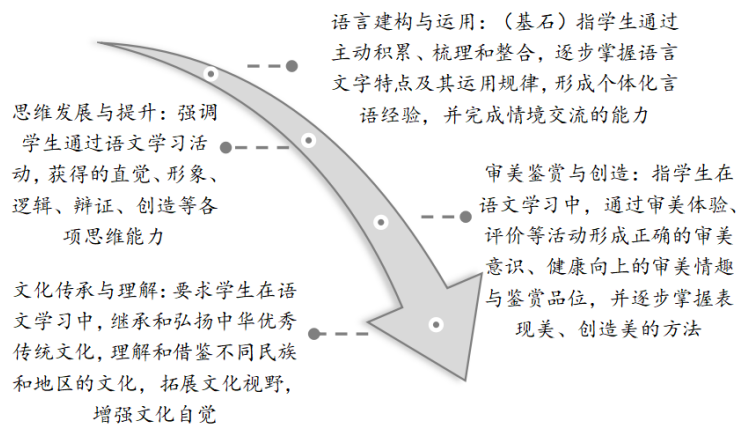 语言建构与运用：（基石）指学生通过
主动积累、梳理和整合，逐步掌握语言
文字特点及其运用规律，形成个体化言
语经验，并完成情境交流的能力
思维发展与提升：强调
学生通过语文学习活
动，获得的直觉、形象、
逻辑、辩证、创造等各
项思维能力
审美鉴赏与创造：指学生在
语文学习中，通过审美体验、
评价等活动形成正确的审美
意识、健康向上的审美情趣
与鉴赏品位，并逐步掌握表
现美、创造美的方法
文化传承与理解：要求学生在语
文学习中，继承和弘扬中华优秀
传统文化，理解和借鉴不同民族
和地区的文化，拓展文化视野，
增强文化自觉